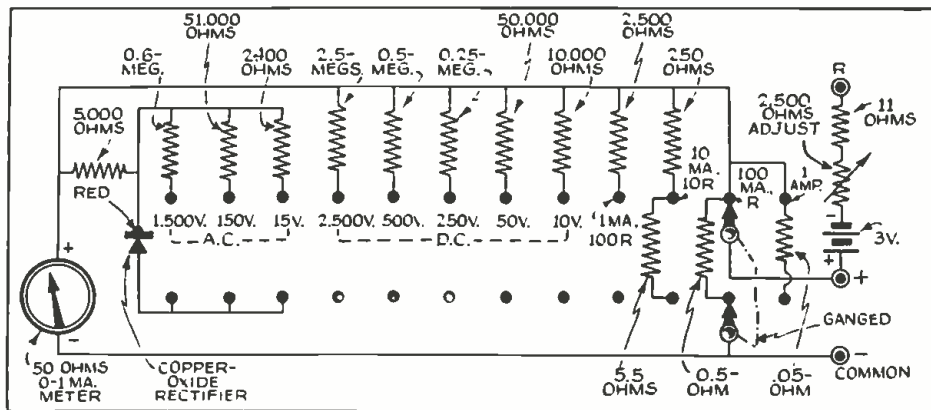 51.000
OHMS
50.000
OHMS
2,500
OHMS
0.6-
MEG.
2400
OHMS
2.5-
MEGS.
0.5-
MEG.
0.25-
MEG.
10.000
OHMS
250
OHMS
R
5.000
OHMS
2,500
OHMS
ADJUST
11
OHMS
RED
10
MA.
10R
100
MA.,
R
1
AMP.
1.500V.
150V.
15V.
2.500V.
500V.
250V.
50V.
10V.
1MA.
100R
A.C.
D.C.
-
3V.
+
+
+
-
GANGED
-
50 OHMS
0-1 MA.
METER
COPPER-
OXIDE
RECTIFIER
5.5
OHMS
0.5-
OHM
.05-
OHM
COMMON